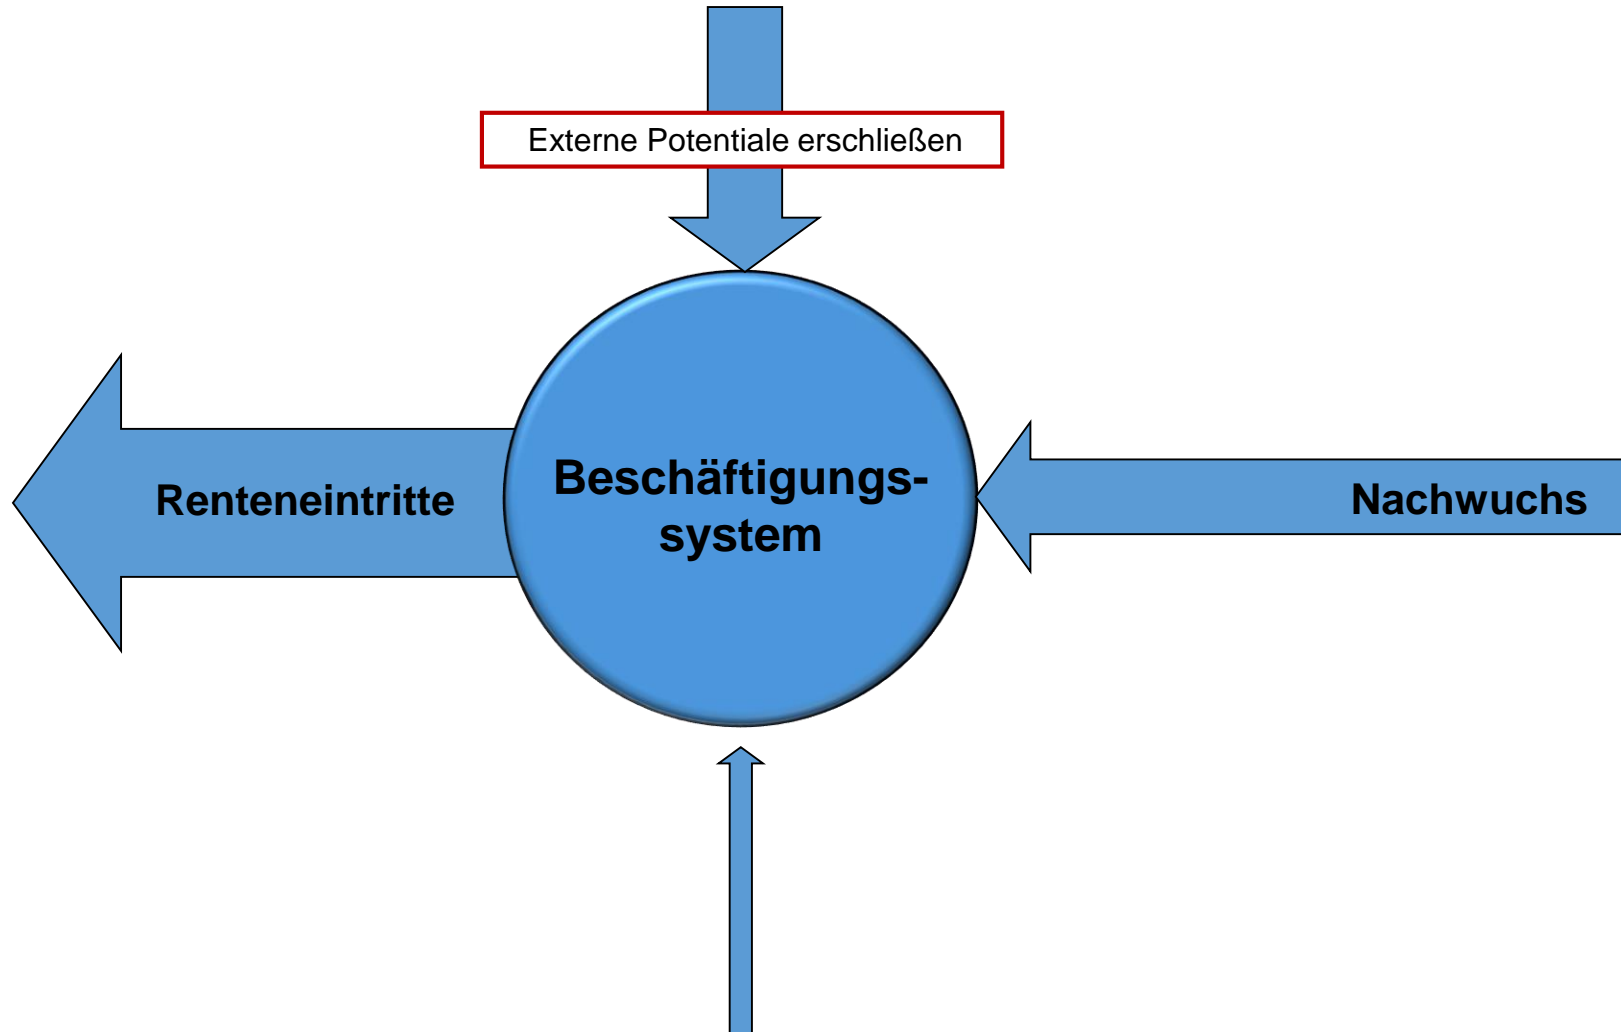 Externe Potentiale erschließen
Renteneintritte
Beschäftigungs-
system
Nachwuchs